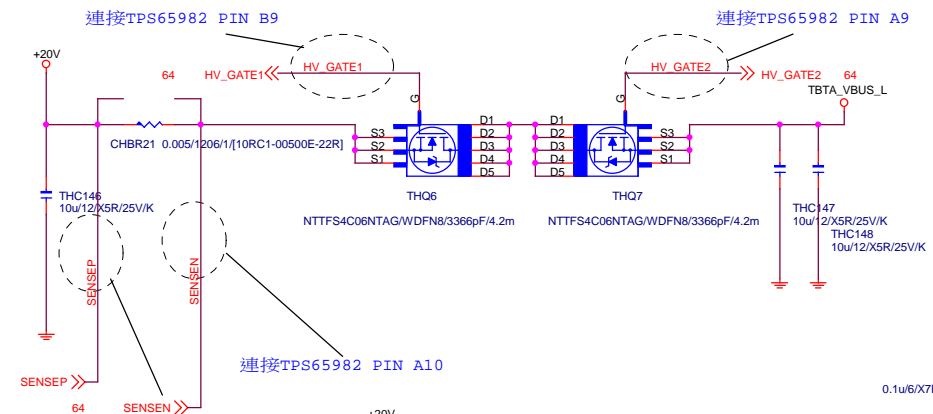 連接TPS65982 PIN B9
連接TPS65982 PIN A9
+20V
64
HV_GATE1
HV_GATE1
HV_GATE2
HV_GATE2
64
TBTA_VBUS_L
G
G
CHBR21 0.005/1206/1/[10RC1-00500E-22R]
S3
S2
S1
D1
D2
D3
D4
D5
D1
D2
D3
D4
D5
S3
S2
S1
THQ6
THQ7
NTTFS4C06NTAG/WDFN8/3366pF/4.2m
NTTFS4C06NTAG/WDFN8/3366pF/4.2m
THC146
10u/12/X5R/25V/K
THC147
10u/12/X5R/25V/K
THC148
10u/12/X5R/25V/K
SENSEP
SENSEN
連接TPS65982 PIN A10
SENSEP
64
SENSEN
+20V